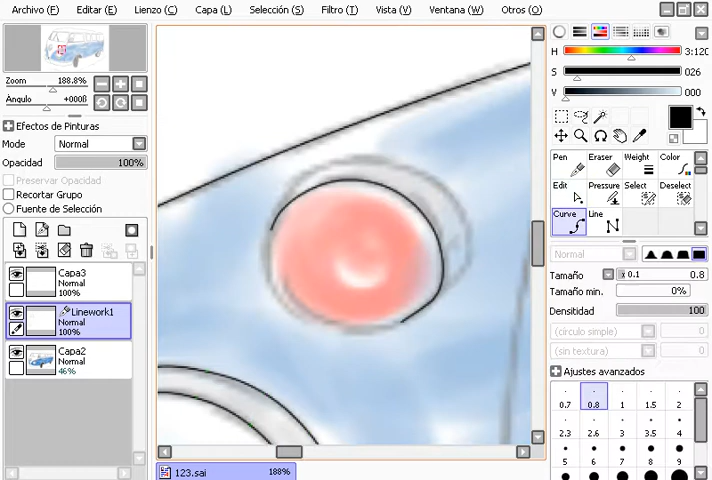 Archivo (F) Editar (E) Lienzo (C) Capa (L) Selección (S) Filtro (T) Vista (V) Ventana (W) Otros (O)
Zoom 188.8%
Ángulo +000ß
Efectos de Pinturas
Mode Normal
Opacidad 100%
Preservar Opacidad
Recortar Grupo
Fuente de Selección
Capa3
Normal
100%
Linework1
Normal
100%
Capa2
Normal
46%
123.sai 188%
H 3:120
S 026
V 000
Pen Eraser Weight Color
Edit Pressure Select Deselect
Curve Line
Normal
Tamaño x 0.1 0.8
Tamaño min. 0%
Densitidad 100
(circulo simple) 0
(sin textura) 0
Ajustes avanzados
0.7 0.8 1 1.5 2
2.3 2.6 3 3.5 4
5 6 7 8 9